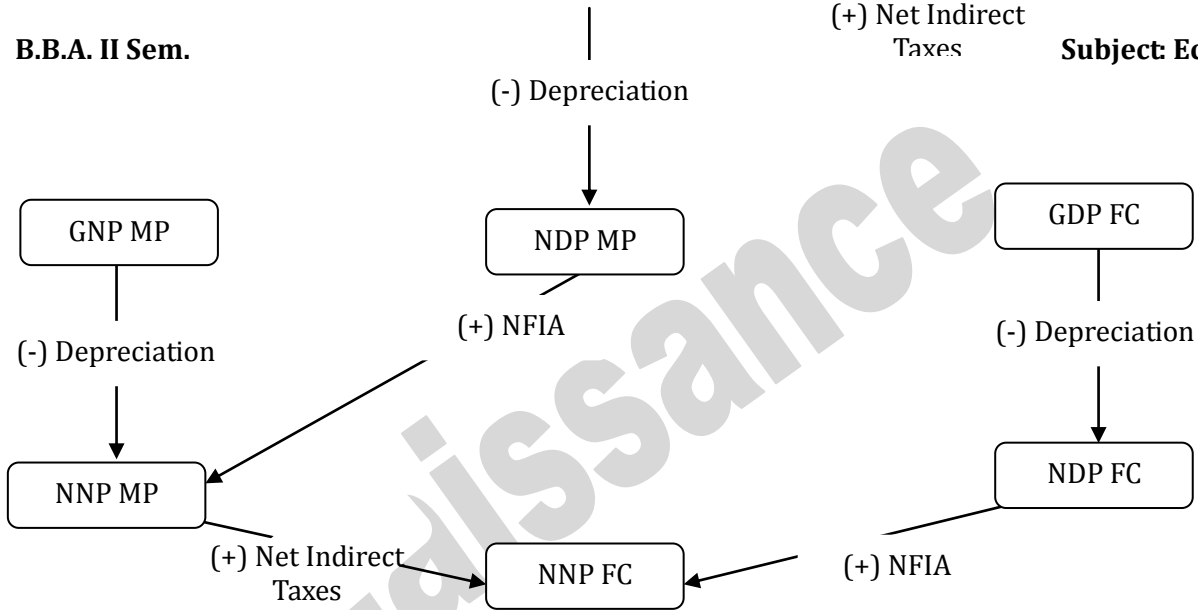 (+) Net Indirect
Taxes
B.B.A. II Sem.
Subject:
(-) Depreciation
GNP MP
NDP MP
GDP FC
(+) NFIA
(-) Depreciation
(-) Depreciation
NNP MP
NDP FC
(+) Net Indirect
Taxes
NNP FC
(+) NFIA